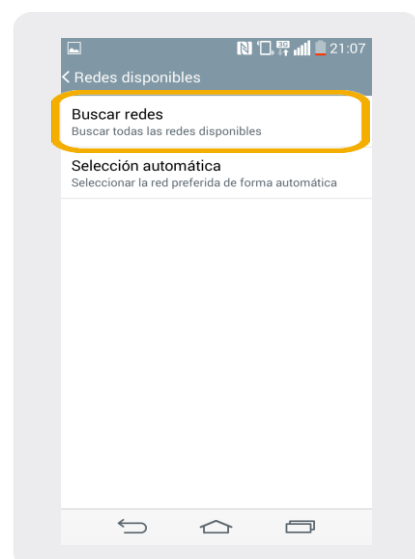 21:07
Redes disponibles
Buscar redes
Buscar todas las redes disponibles
Selección automática
Seleccionar la red preferida de forma automática